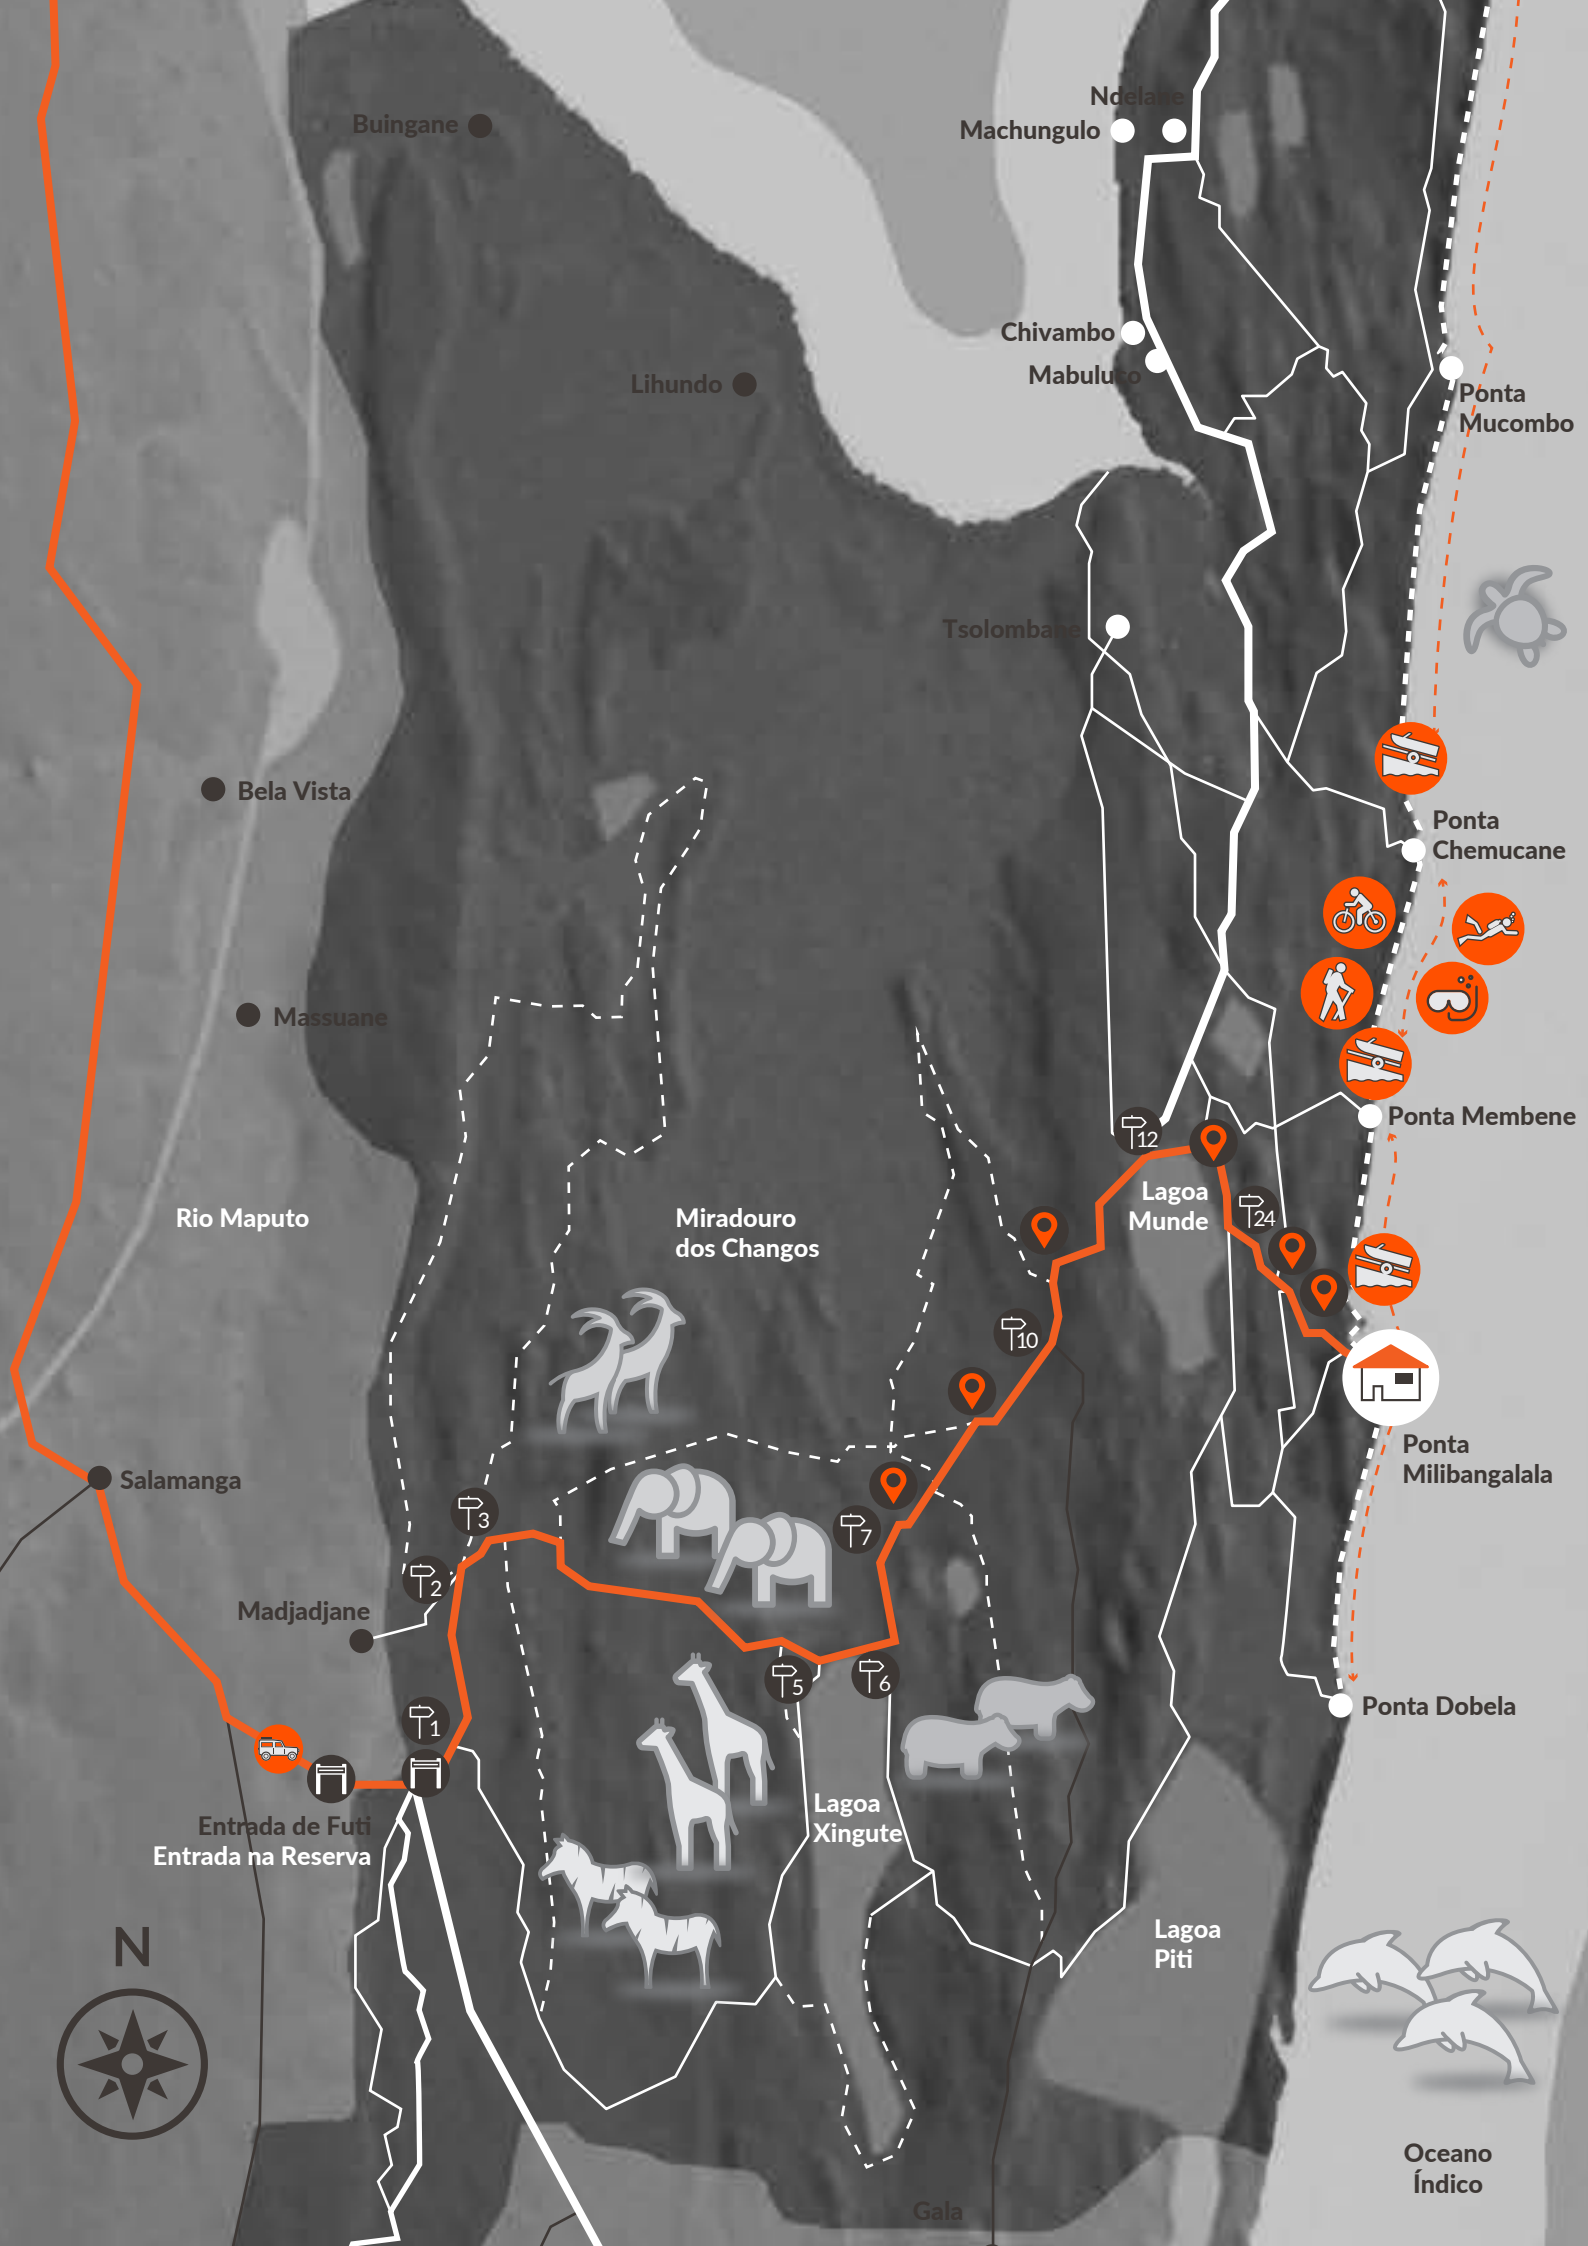 Ndelane
Buingane
Machungulo
Chivambo
Mabuluco
Lihundo
Ponta
Mucombo
Tsolombane
Bela Vista
Ponta
Chemucane
Massuane
Ponta Membene
12
Rio Maputo
Miradouro
dos Changos
Lagoa
Munde
24
10
Ponta
Milibangalala
Salamanga
3
7
2
Madjadjane
5
6
1
Ponta Dobela
Lagoa
Xingute
Entrada de Futi
Entrada na Reserva
N
Lagoa
Piti
Oceano
Índico
Gala